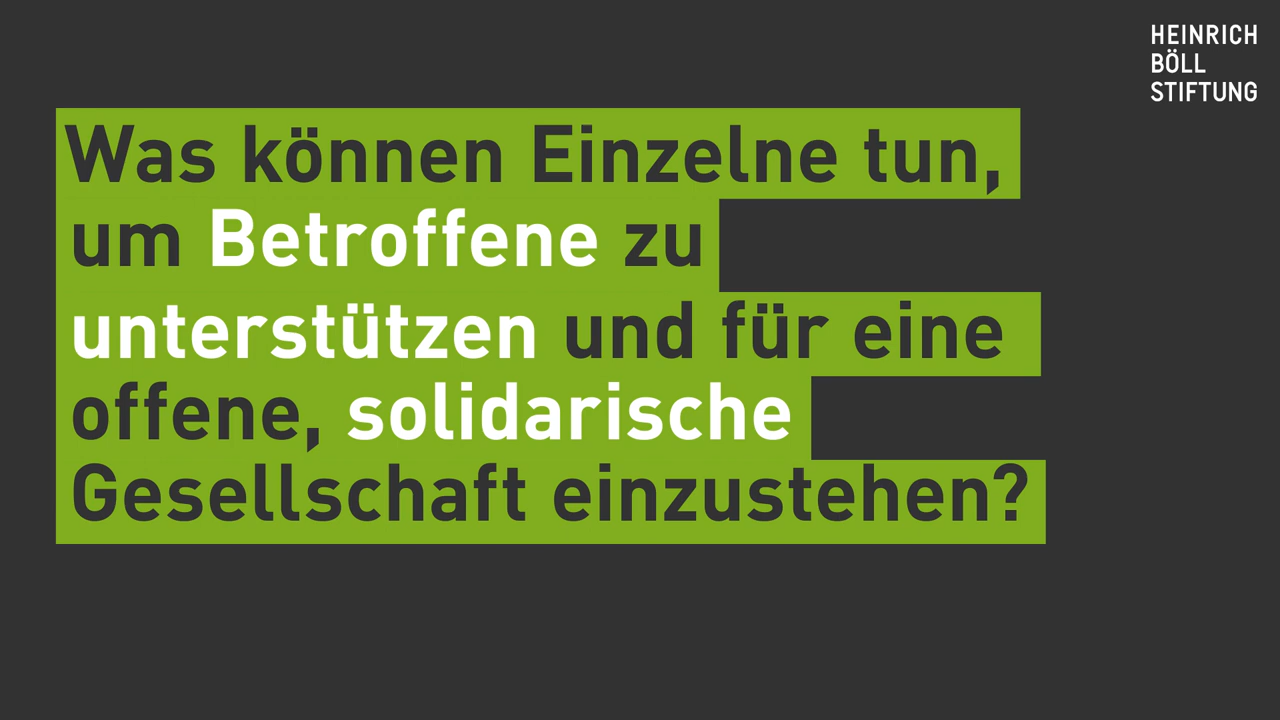 HEINRICH
BÖLL
STIFTUNG
Was können Einzelne tun,
um Betroffene zu
unterstützen und für eine
offene, solidarische
Gesellschaft einzustehen?